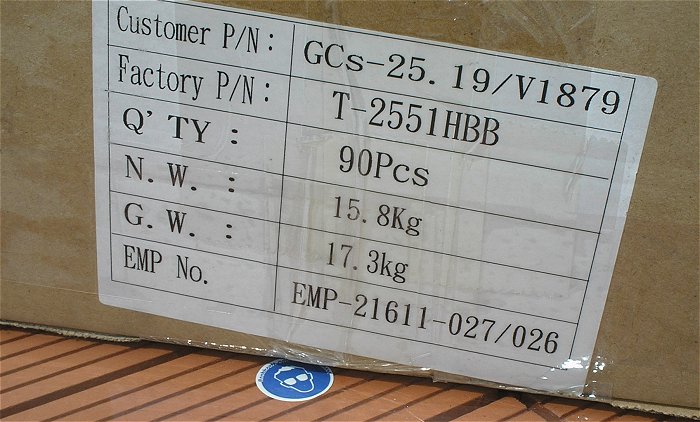 Customer P/N: GCs-25.19/V1879
Factory P/N: T-2551HBB
Q'TY : 90Pcs
N.W. : 15.8Kg
G.W. : 17.3kg
EMP No. EMP-21611-027/026